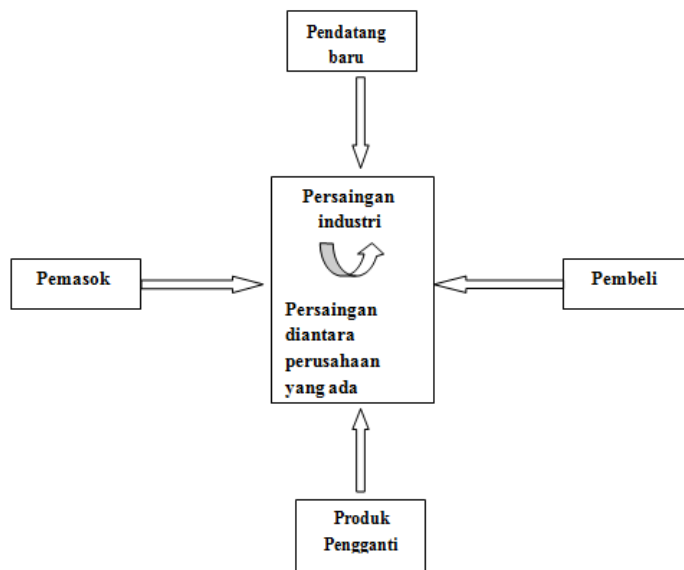 Pendatang
baru
Persaingan
industri
Pemasok
Pembeli
Persaingan
diantara
perusahaan
yang ada
Produk
Pengganti